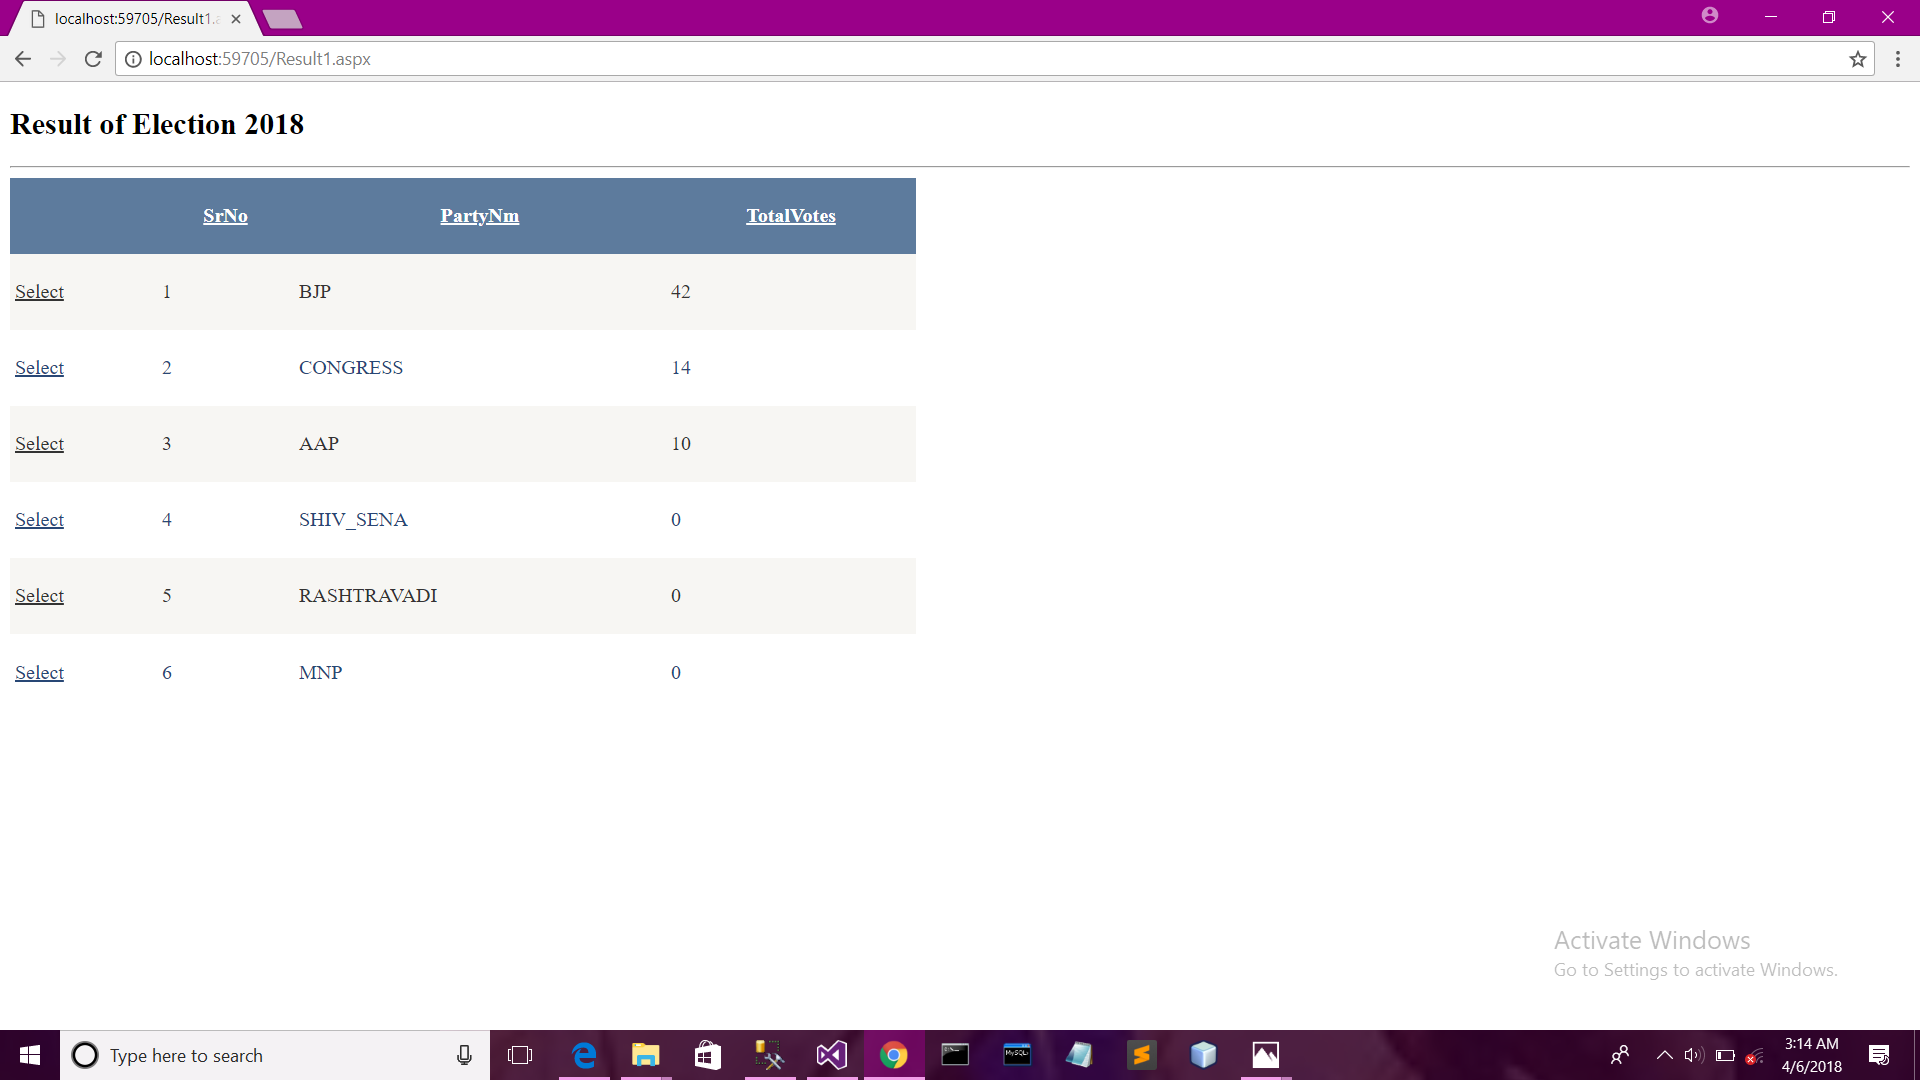 localhost:59705/Result1.a
localhost:59705/Result1.aspx
Result of Election 2018
SrNo PartyNm TotalVotes
Select 1 BJP 42
Select 2 CONGRESS 14
Select 3 AAP 10
Select 4 SHIV_SENA 0
Select 5 RASHTRAVADI 0
Select 6 MNP 0
Activate Windows
Go to Settings to activate Windows.
Type here to search
3:14 AM
4/6/2018